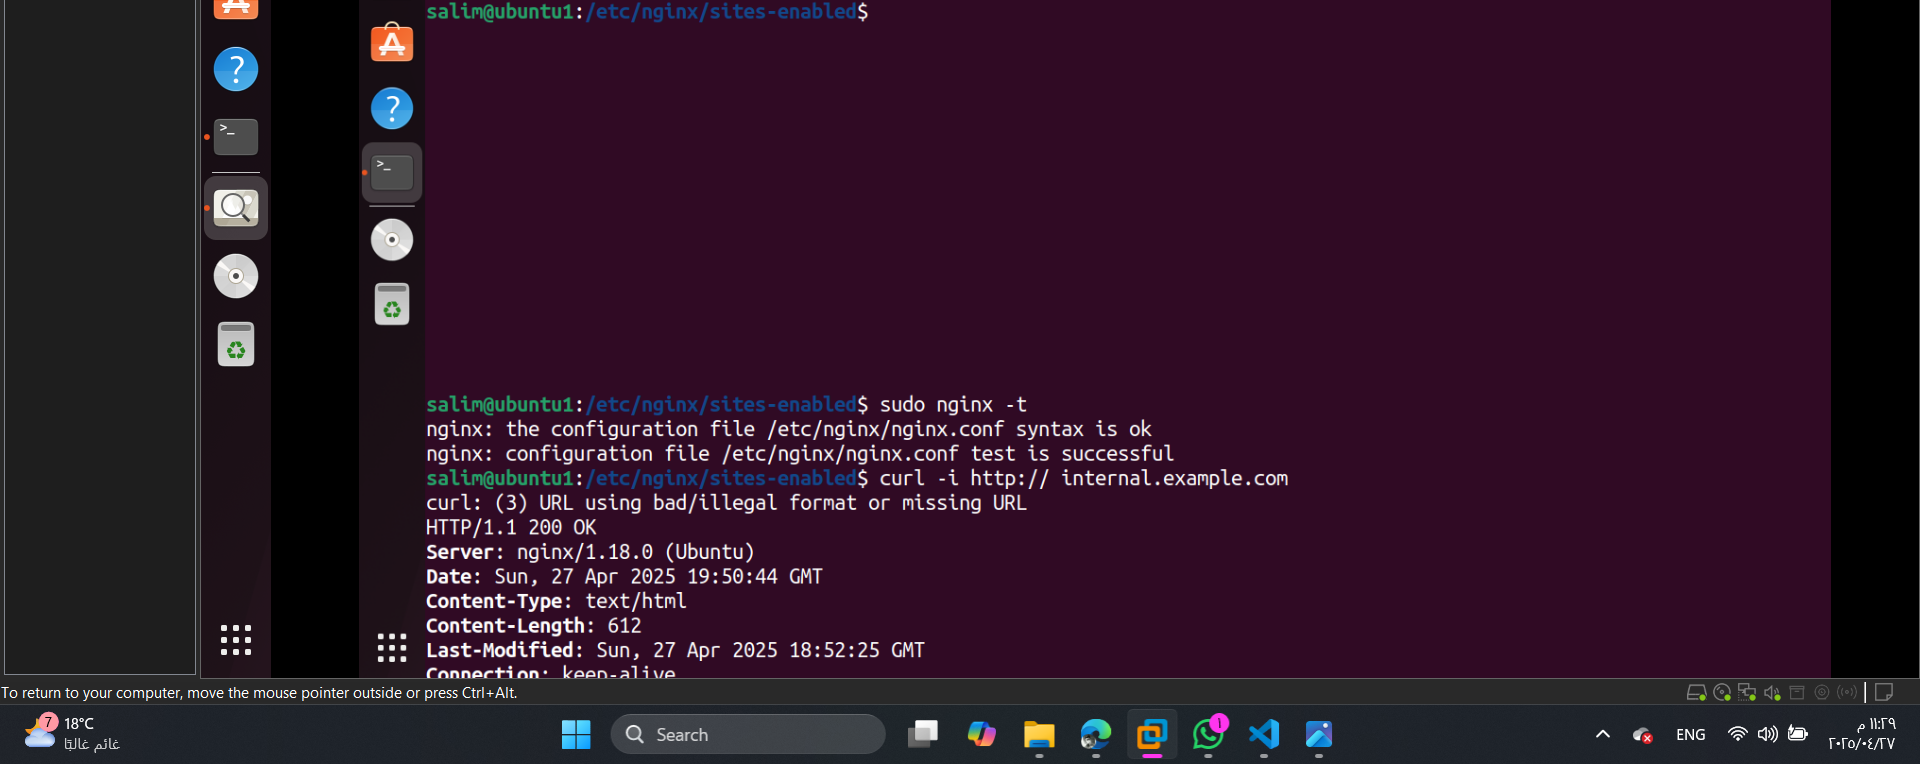 salim@ubuntu1:/etc/nginx/sites-enabled$
salim@ubuntu1:/etc/nginx/sites-enabled$ sudo nginx -t
nginx: the configuration file /etc/nginx/nginx.conf syntax is ok
nginx: configuration file /etc/nginx/nginx.conf test is successful
salim@ubuntu1:/etc/nginx/sites-enabled$ curl -i http:// internal.example.com
curl: (3) URL using bad/illegal format or missing URL
HTTP/1.1 200 OK
Server: nginx/1.18.0 (Ubuntu)
Date: Sun, 27 Apr 2025 19:50:44 GMT
Content-Type: text/html
Content-Length: 612
Last-Modified: Sun, 27 Apr 2025 18:52:25 GMT
Connection: keep-alive
To return to your computer, move the mouse pointer outside or press Ctrl+Alt.
7
18°C
غائم غالبًا
Search
1
ENG
١١:٢٩ م
٢٠٢٥/٠٤/٢٧